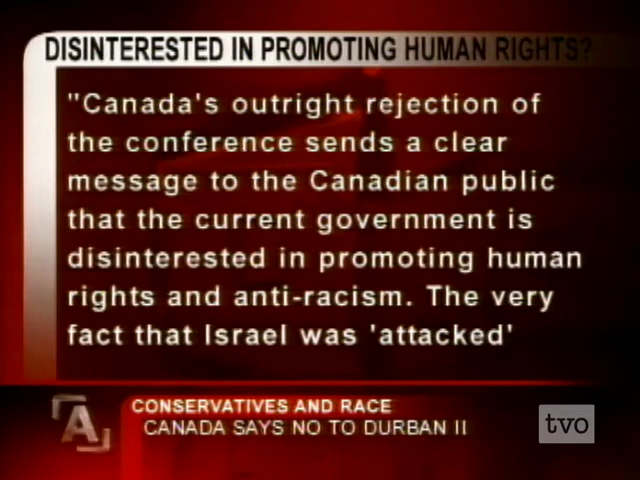 DISINTERESTED IN PROMOTING HUMAN RIGHTS?
"Canada's outright rejection of
the conference sends a clear
message to the Canadian public
that the current government is
disinterested in promoting human
rights and anti-racism. The very
fact that Israel was 'attacked'
A
CONSERVATIVES AND RACE
CANADA SAYS NO TO DURBAN II
tvo